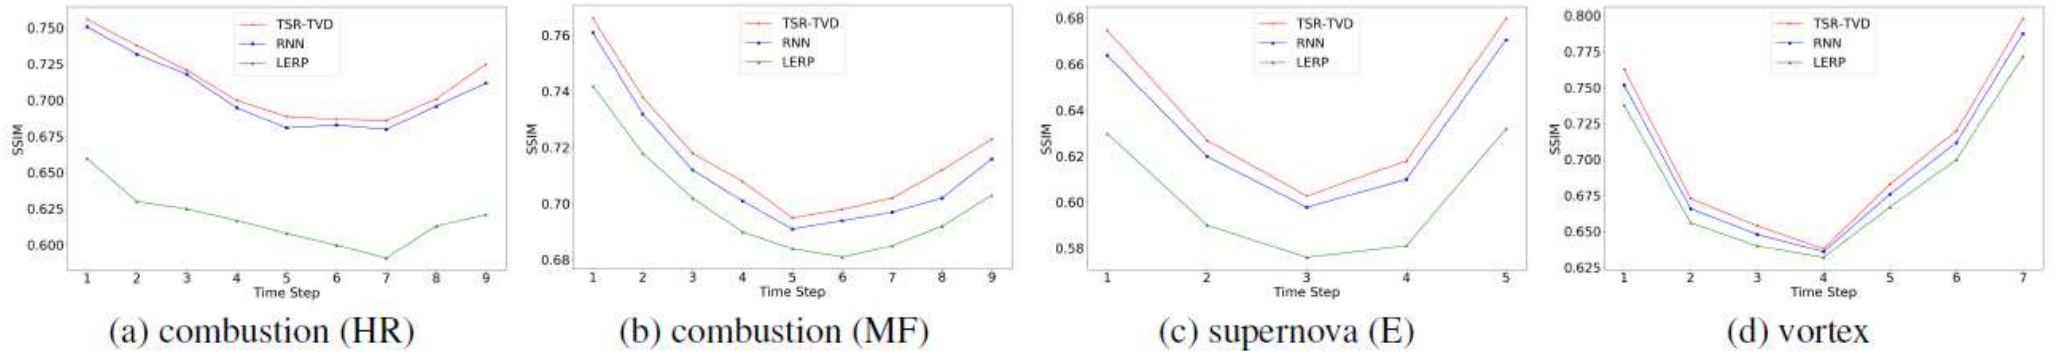 0.750
0.725
0.700
0.675
0.650
0.625
0.600
SSIM
TSR-TVD
RNN
LERP
1 2 3 4 5 6 7 8 9
Time Step
(a) combustion (HR)
0.76
0.74
0.72
0.70
0.68
SSIM
TSR-TVD
RNN
LERP
1 2 3 4 5 6 7 8 9
Time Step
(b) combustion (MF)
0.68
0.66
0.64
0.62
0.60
0.58
SSIM
TSR-TVD
RNN
LERP
1 2 3 4 5
Time Step
(c) supernova (E)
0.800
0.775
0.750
0.725
0.700
0.675
0.650
0.625
SSIM
TSR-TVD
RNN
LERP
1 2 3 4 5 6 7
Time Step
(d) vortex